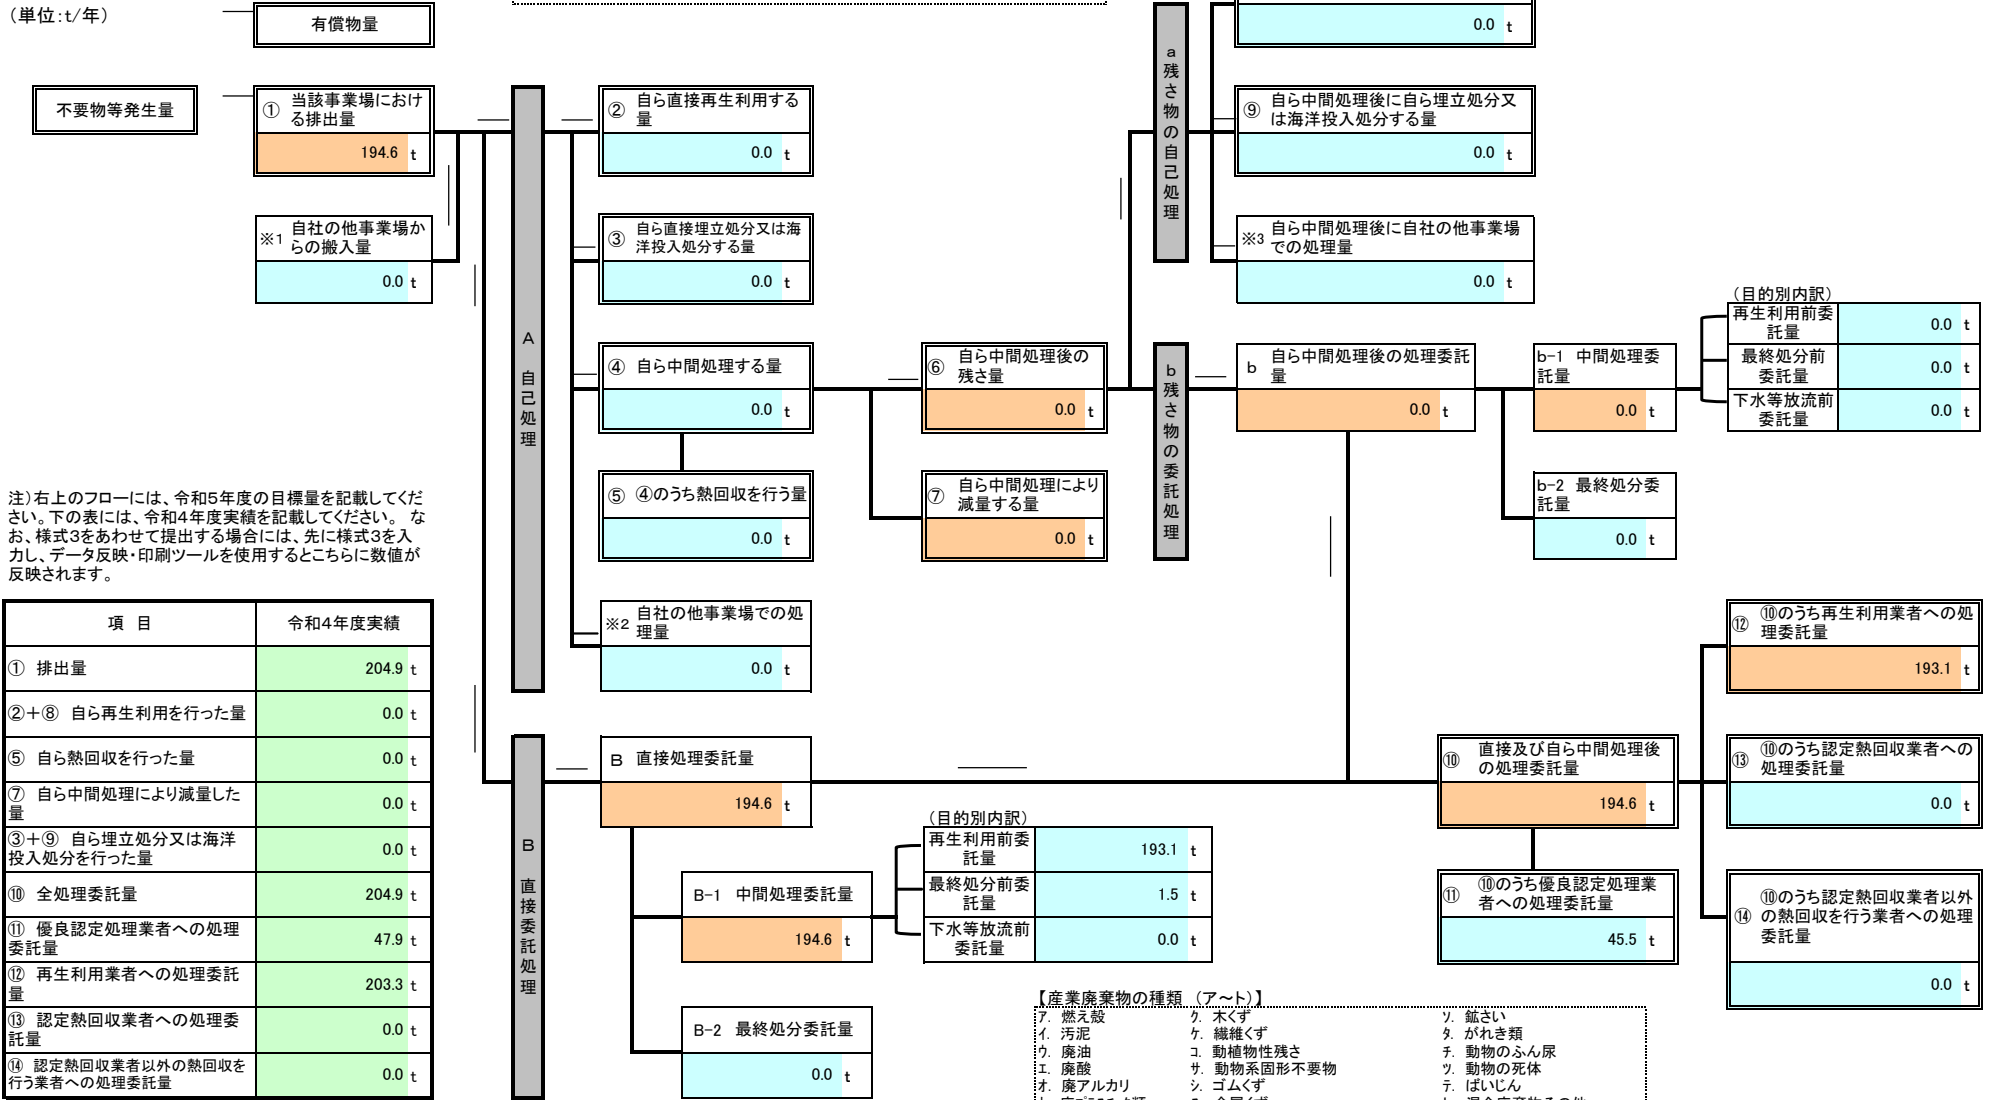 (単位:t/年)
有償物量
不要物等発生量
① 当該事業場におけ
る排出量
194.6 t
※1 自社の他事業場か
らの搬入量
0.0 t
A 自己処理
② 自ら直接再生利用する
量
0.0 t
③ 自ら直接埋立処分又は海
洋投入処分する量
0.0 t
④ 自ら中間処理する量
0.0 t
⑤ ④のうち熱回収を行う量
0.0 t
※2 自社の他事業場での処
理量
0.0 t
⑥ 自ら中間処理後の
残さ量
0.0 t
⑦ 自ら中間処理により
減量する量
0.0 t
a 残さ物の自己処理
0.0 t
⑨ 自ら中間処理後に自ら埋立処分又
は海洋投入処分する量
0.0 t
※3 自ら中間処理後に自社の他事業場
での処理量
0.0 t
b 残さ物の委託処理
b 自ら中間処理後の処理委託
量
0.0 t
b-1 中間処理委
託量
0.0 t
b-2 最終処分委
託量
0.0 t
(目的別内訳)
再生利用前委
託量
0.0 t
最終処分前
委託量
0.0 t
下水等放流前
委託量
0.0 t
注)右上のフローには、令和5年度の目標量を記載してくだ
さい。下の表には、令和4年度実績を記載してください。 な
お、様式3をあわせて提出する場合には、先に様式3を入
力し、データ反映・印刷ツールを使用するとこちらに数値が
反映されます。
項 目 令和4年度実績
① 排出量 204.9 t
②+⑧ 自ら再生利用を行った量 0.0 t
⑤ 自ら熱回収を行った量 0.0 t
⑦ 自ら中間処理により減量した
量 0.0 t
③+⑨ 自ら埋立処分又は海洋
投入処分を行った量 0.0 t
⑩ 全処理委託量 204.9 t
⑪ 優良認定処理業者への処理
委託量 47.9 t
⑫ 再生利用業者への処理委託
量 203.3 t
⑬ 認定熱回収業者への処理委
託量 0.0 t
⑭ 認定熱回収業者以外の熱回収を
行う業者への処理委託量 0.0 t
B 直接委託処理
B 直接処理委託量
194.6 t
B-1 中間処理委託量
194.6 t
B-2 最終処分委託量
0.0 t
(目的別内訳)
再生利用前委
託量
193.1 t
最終処分前委
託量
1.5 t
下水等放流前
委託量
0.0 t
⑩ 直接及び自ら中間処理後
の処理委託量
194.6 t
⑪ ⑩のうち優良認定処理業
者への処理委託量
45.5 t
⑫ ⑩のうち再生利用業者への処
理委託量
193.1 t
⑬ ⑩のうち認定熱回収業者への
処理委託量
0.0 t
⑭ ⑩のうち認定熱回収業者以外
の熱回収を行う業者への処理
委託量
0.0 t
【産業廃棄物の種類 (ア~ト)】
ア. 燃え殻 ク. 木くず ソ. 鉱さい
イ. 汚泥 ケ. 繊維くず タ. がれき類
ウ. 廃油 コ. 動植物性残さ チ. 動物のふん尿
エ. 廃酸 サ. 動物系固形不要物 ツ. 動物の死体
オ. 廃アルカリ シ. ゴムくず テ. ばいじん